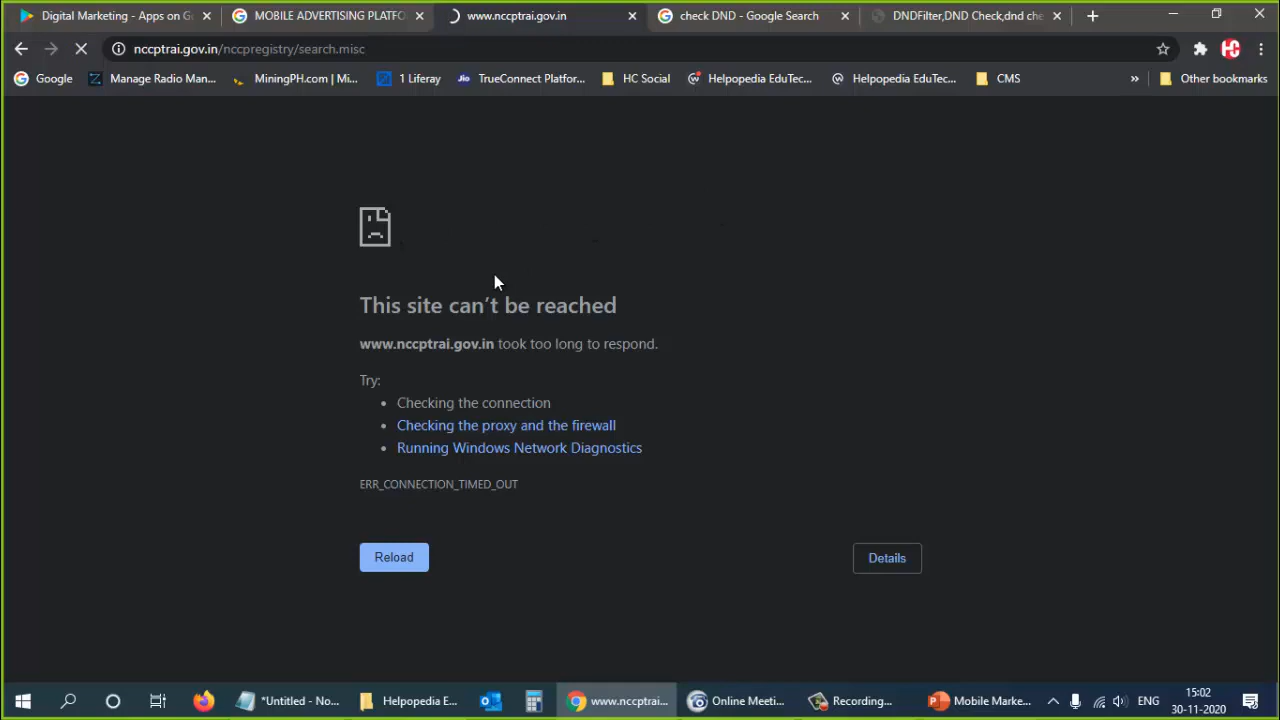 Digital Marketing - Apps on G
MOBILE ADVERTISING PLATFO
www.nccptrai.gov.in
check DND - Google Search
DNDFilter,DND Check,dnd che
nccptrai.gov.in/nccpregistry/search.misc
Google
Manage Radio Man...
MiningPH.com | Mi...
1 Liferay
TrueConnect Platfor...
HC Social
Helpopedia EduTec...
Helpopedia EduTec...
CMS
»
Other bookmarks
This site can't be reached
www.nccptrai.gov.in took too long to respond.
Try:
• Checking the connection
• Checking the proxy and the firewall
• Running Windows Network Diagnostics
ERR_CONNECTION_TIMED_OUT
Reload
Details
*Untitled - No...
Helpopedia E...
www.nccptrai...
Online Meeti...
Recording...
Mobile Marke...
ENG
15:02
30-11-2020